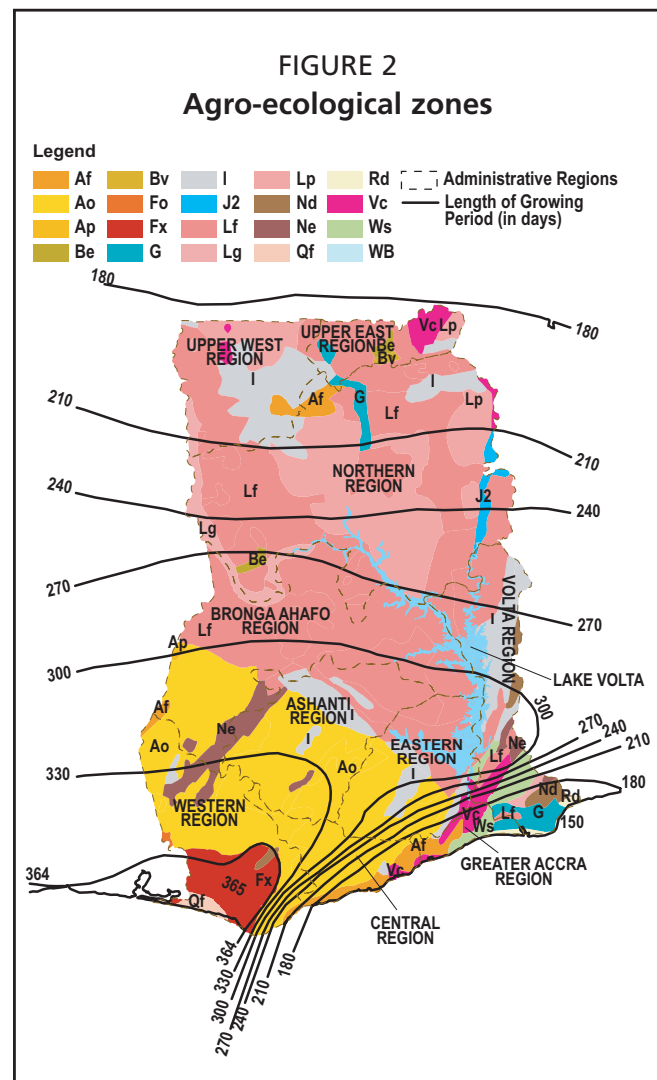 FIGURE 2
Agro-ecological zones
Legend
Af Bv I Lp Rd Administrative Regions
Ao Fo J2 Nd Vc Length of Growing
Period (in days)
Ap Fx Lf Ne Ws
Be G Lg Qf WB
180
180
Vc Lp
UPPER EAST
REGION
Be
Bv
UPPER WEST
REGION
I
I
Af
G
Lf
Lp
210
210
NORTHERN
REGION
Lf
J2
240
240
Lg
Be
270
270
VOLTA REGION
I
BRONGA AHAFO
REGION
Lf
Ap
300
LAKE VOLTA
300
Af
ASHANTI
REGION
I
I
Ne
Ao
Ao
EASTERN
REGION
I
Lf
Ne
270
240
210
330
WESTERN
REGION
180
Nd
Rd
150
Vc
Ws
Lf
G
Af
Vc
GREATER ACCRA
REGION
364
Fx
365
Qf
CENTRAL
REGION
364
330
300
270
240
210
180